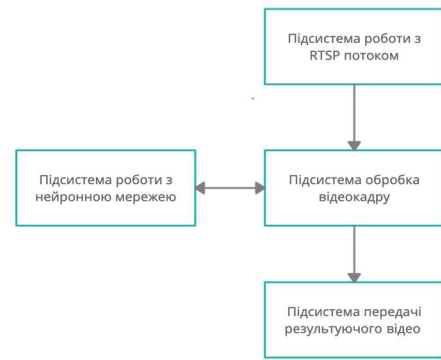 Підсистема роботи з
RTSP потоком
Підсистема роботи з
нейронною мережею
Підсистема обробка
відеокадру
Підсистема передачі
результуючого відео